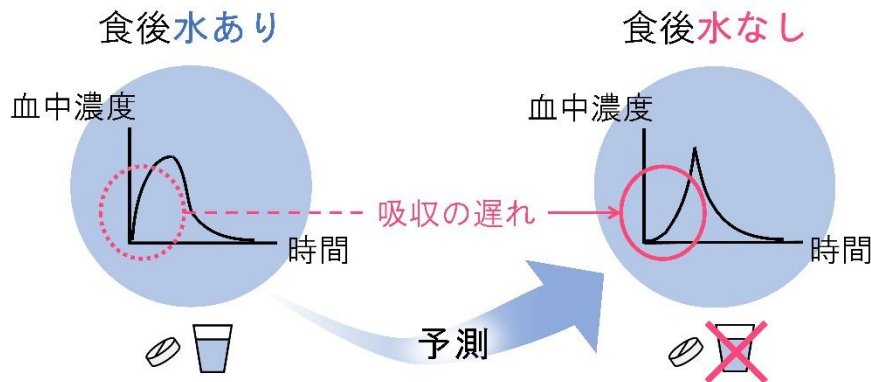 食後水あり
食後水なし
血中濃度
血中濃度
吸収の遅れ
時間
時間
予測